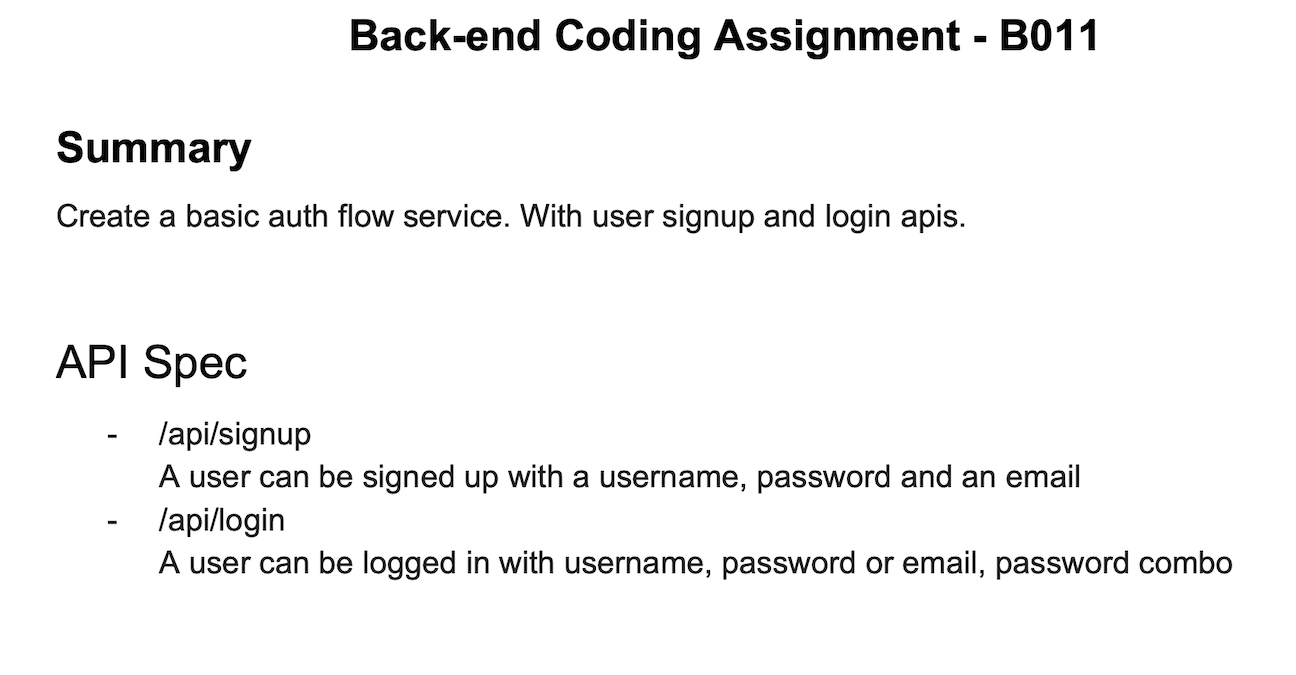 Back-end Coding Assignment - B011
Summary
Create a basic auth flow service. With user signup and login apis.
API Spec
- /api/signup
A user can be signed up with a username, password and an email
- /api/login
A user can be logged in with username, password or email, password combo